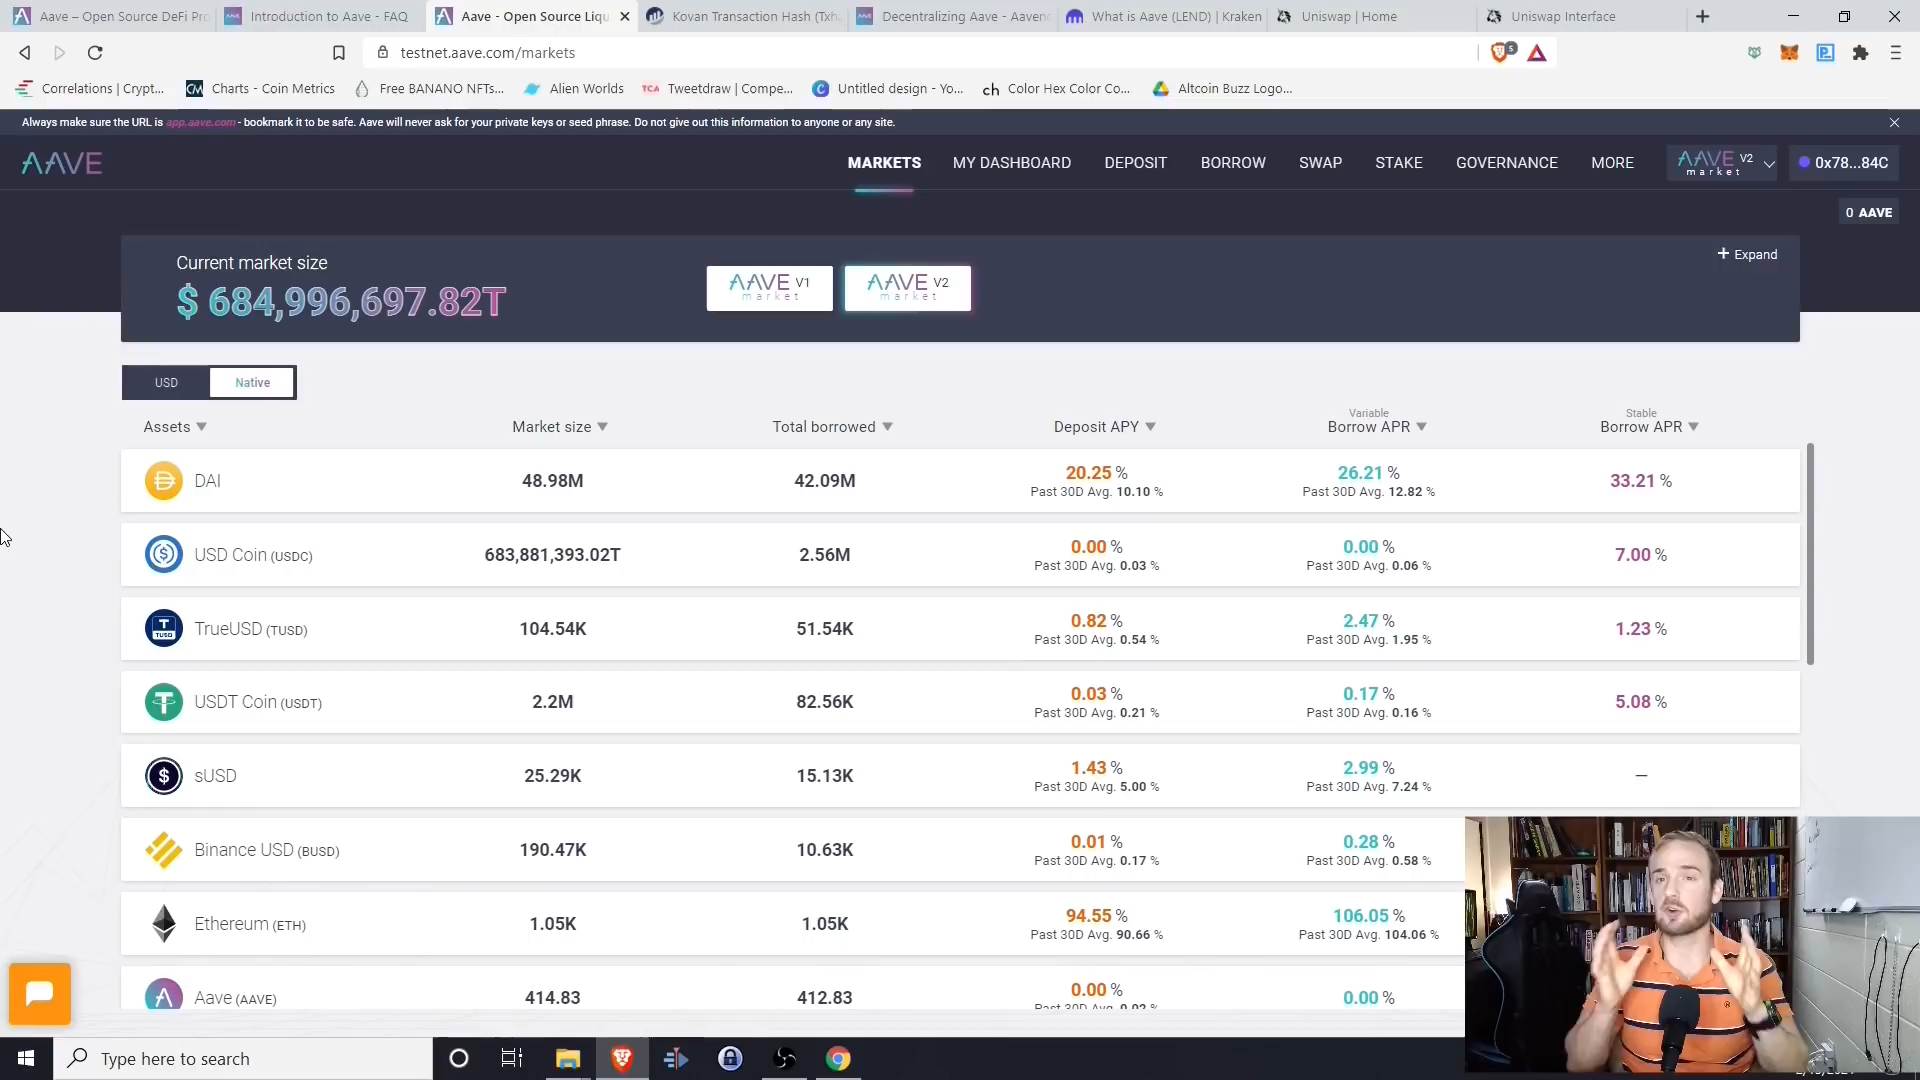 Aave – Open Source DeFi Pro
Introduction to Aave - FAQ
Aave - Open Source Liqu
Kovan Transaction Hash (Txha
Decentralizing Aave - Aaveno
What is Aave (LEND) | Kraken
Uniswap | Home
Uniswap Interface
testnet.aave.com/markets
5
Correlations | Crypt...
Charts - Coin Metrics
Free BANANO NFTs...
Alien Worlds
TCA Tweetdraw | Compe...
Untitled design - Yo...
ch Color Hex Color Co...
Altcoin Buzz Logo...
Always make sure the URL is app.aave.com - bookmark it to be safe. Aave will never ask for your private keys or seed phrase. Do not give out this information to anyone or any site.
AAVE
MARKETS
MY DASHBOARD
DEPOSIT
BORROW
SWAP
STAKE
GOVERNANCE
MORE
AAVE V2
market
0x78...84C
0 AAVE
Current market size
$ 684,996,697.82T
AAVE V1
market
AAVE V2
market
+ Expand
USD
Native
Assets
Market size
Total borrowed
Deposit APY
Variable
Borrow APR
Stable
Borrow APR
DAI
48.98M
42.09M
20.25 %
Past 30D Avg. 10.10 %
26.21 %
Past 30D Avg. 12.82 %
33.21 %
USD Coin (USDC)
683,881,393.02T
2.56M
0.00 %
Past 30D Avg. 0.03 %
0.00 %
Past 30D Avg. 0.06 %
7.00 %
TrueUSD (TUSD)
104.54K
51.54K
0.82 %
Past 30D Avg. 0.54 %
2.47 %
Past 30D Avg. 1.95 %
1.23 %
USDT Coin (USDT)
2.2M
82.56K
0.03 %
Past 30D Avg. 0.21 %
0.17 %
Past 30D Avg. 0.16 %
5.08 %
sUSD
25.29K
15.13K
1.43 %
Past 30D Avg. 5.00 %
2.99 %
Past 30D Avg. 7.24 %
—
Binance USD (BUSD)
190.47K
10.63K
0.01 %
Past 30D Avg. 0.17 %
0.28 %
Past 30D Avg. 0.58 %
Ethereum (ETH)
1.05K
1.05K
94.55 %
Past 30D Avg. 90.66 %
106.05 %
Past 30D Avg. 104.06 %
Aave (AAVE)
414.83
412.83
0.00 %
Past 30D Avg. 0.02 %
0.00 %
Type here to search